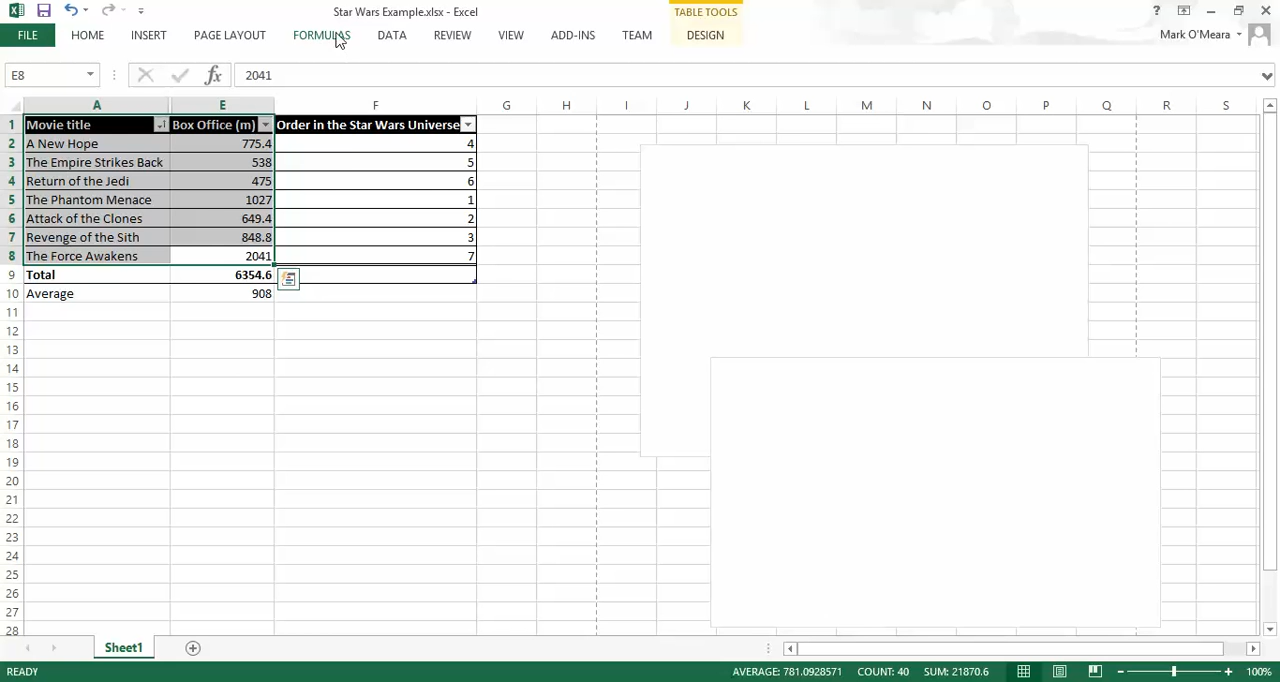 Star Wars Example.xlsx - Excel
TABLE TOOLS
?
FILE HOME INSERT PAGE LAYOUT FORMULAS DATA REVIEW VIEW ADD-INS TEAM DESIGN
Mark O'Meara
E8 fx 2041
A E F G H I J K L M N O P Q R S
1 Movie title Box Office (m) Order in the Star Wars Universe
2 A New Hope 775.4 4
3 The Empire Strikes Back 538 5
4 Return of the Jedi 475 6
5 The Phantom Menace 1027 1
6 Attack of the Clones 649.4 2
7 Revenge of the Sith 848.8 3
8 The Force Awakens 2041 7
9 Total 6354.6
10 Average 908
11
12
13
14
15
16
17
18
19
20
21
22
23
24
25
26
27
28
Sheet1
READY AVERAGE: 781.0928571 COUNT: 40 SUM: 21870.6 100%